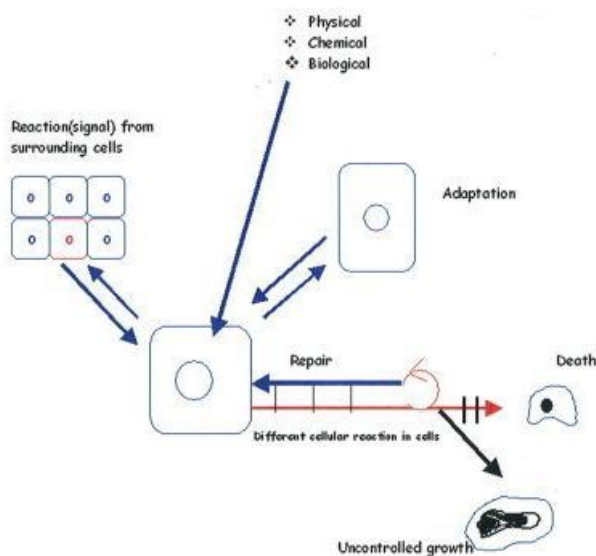 Physical
Chemical
Biological
Reaction(signal) from
surrounding cells
Adaptation
Repair
Death
Different cellular reaction in cells
Uncontrolled growth